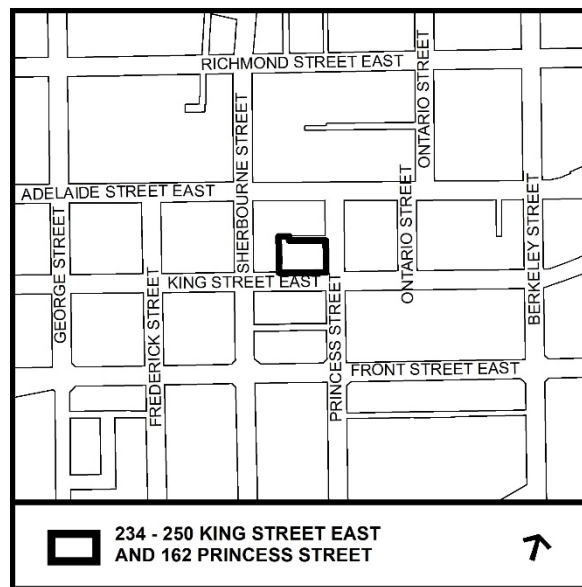 RICHMOND STREET EAST
ONTARIO STREET
SHERBOURNE STREET
ADELAIDE STREET EAST
GEORGE STREET
FREDERICK STREET
KING STREET EAST
PRINCESS STREET
ONTARIO STREET
BERKELEY STREET
FRONT STREET EAST
234 - 250 KING STREET EAST
AND 162 PRINCESS STREET